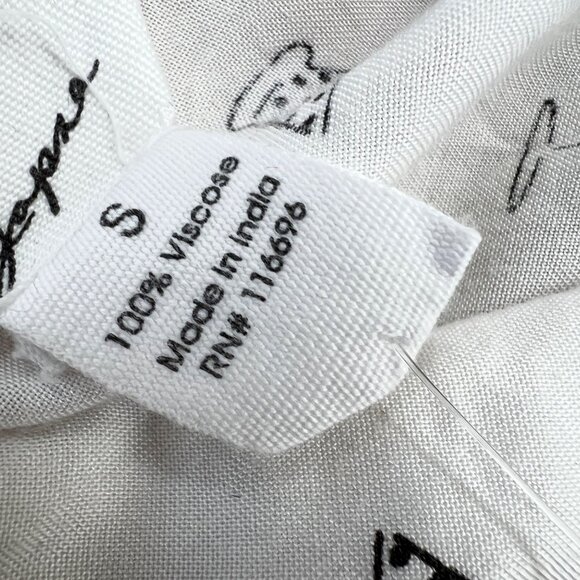 S
100% Viscose
Made in India
RN# 116696